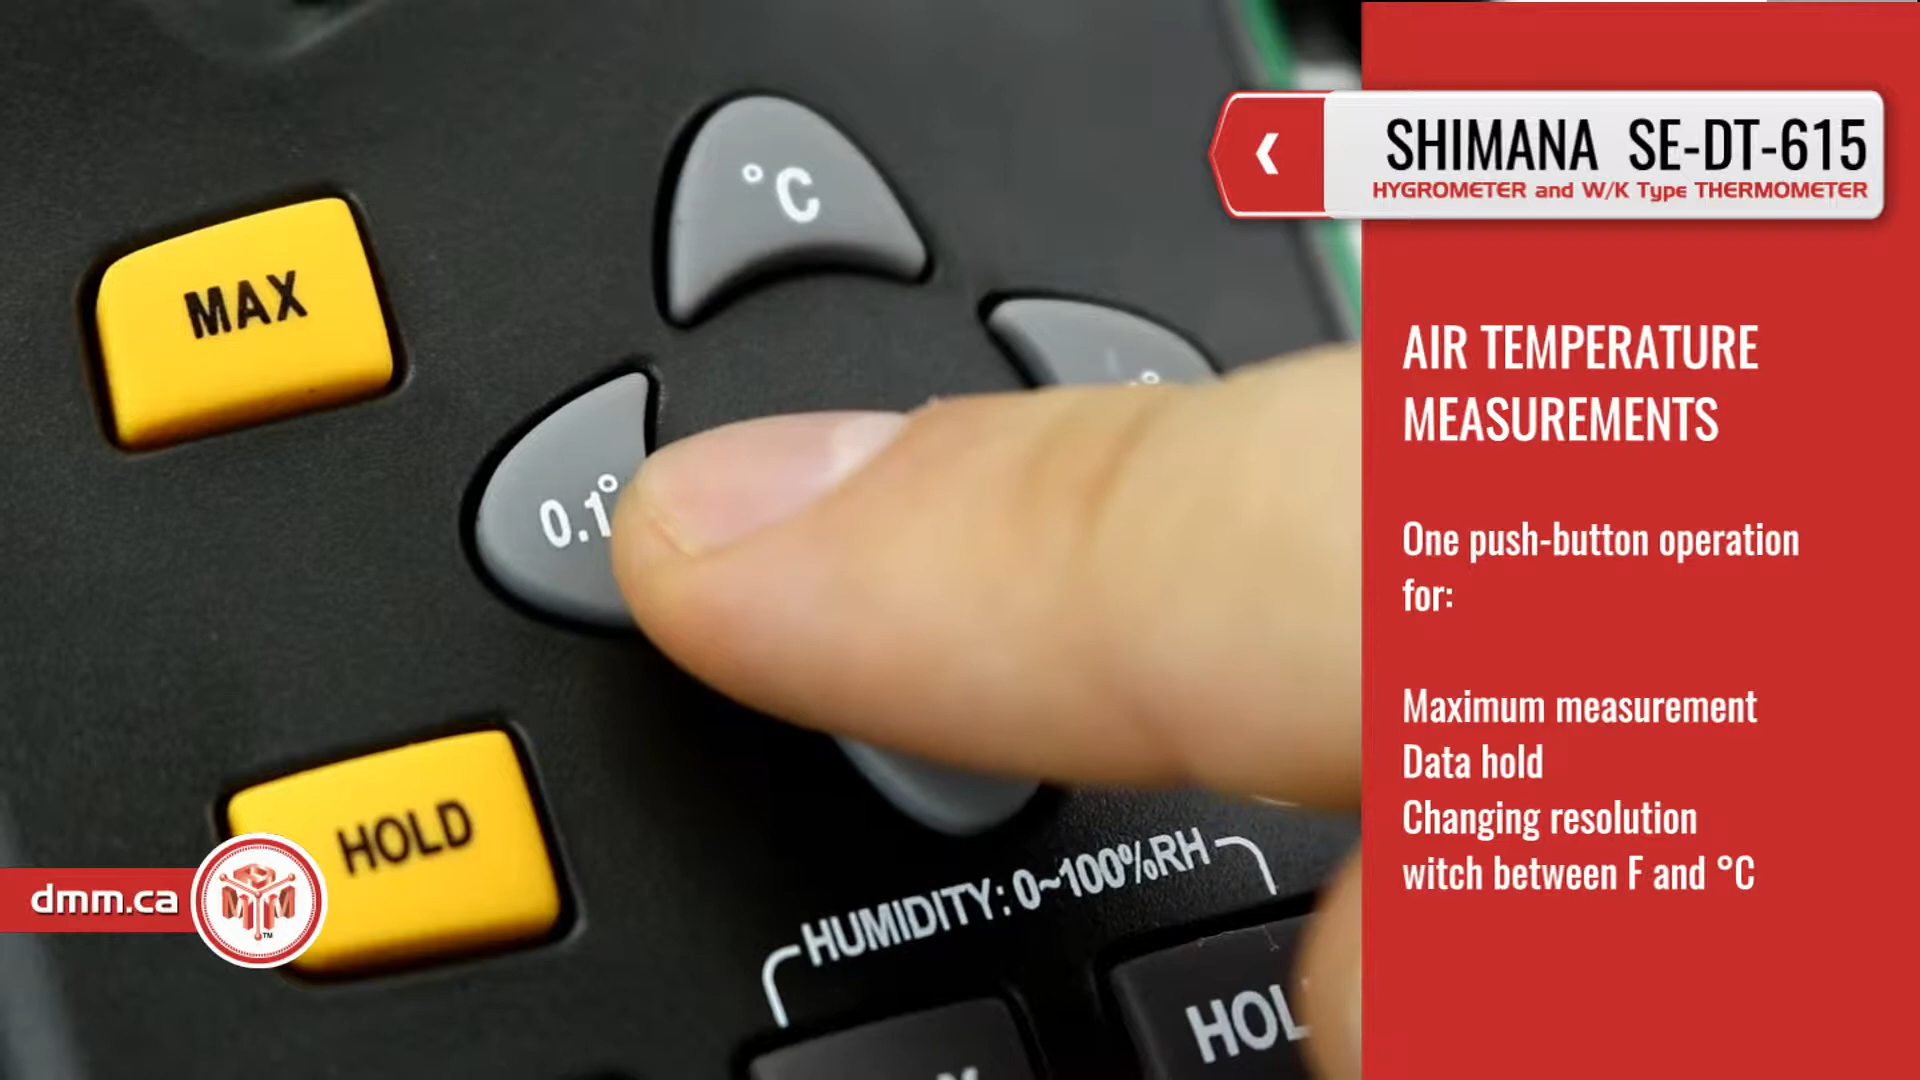 SHIMANA SE-DT-615
HYGROMETER and W/K Type THERMOMETER
°C
MAX
0.1°
HOLD
HUMIDITY: 0~100%RH
AIR TEMPERATURE
MEASUREMENTS
One push-button operation
for:
Maximum measurement
Data hold
Changing resolution
witch between F and °C
dmm.ca
TM